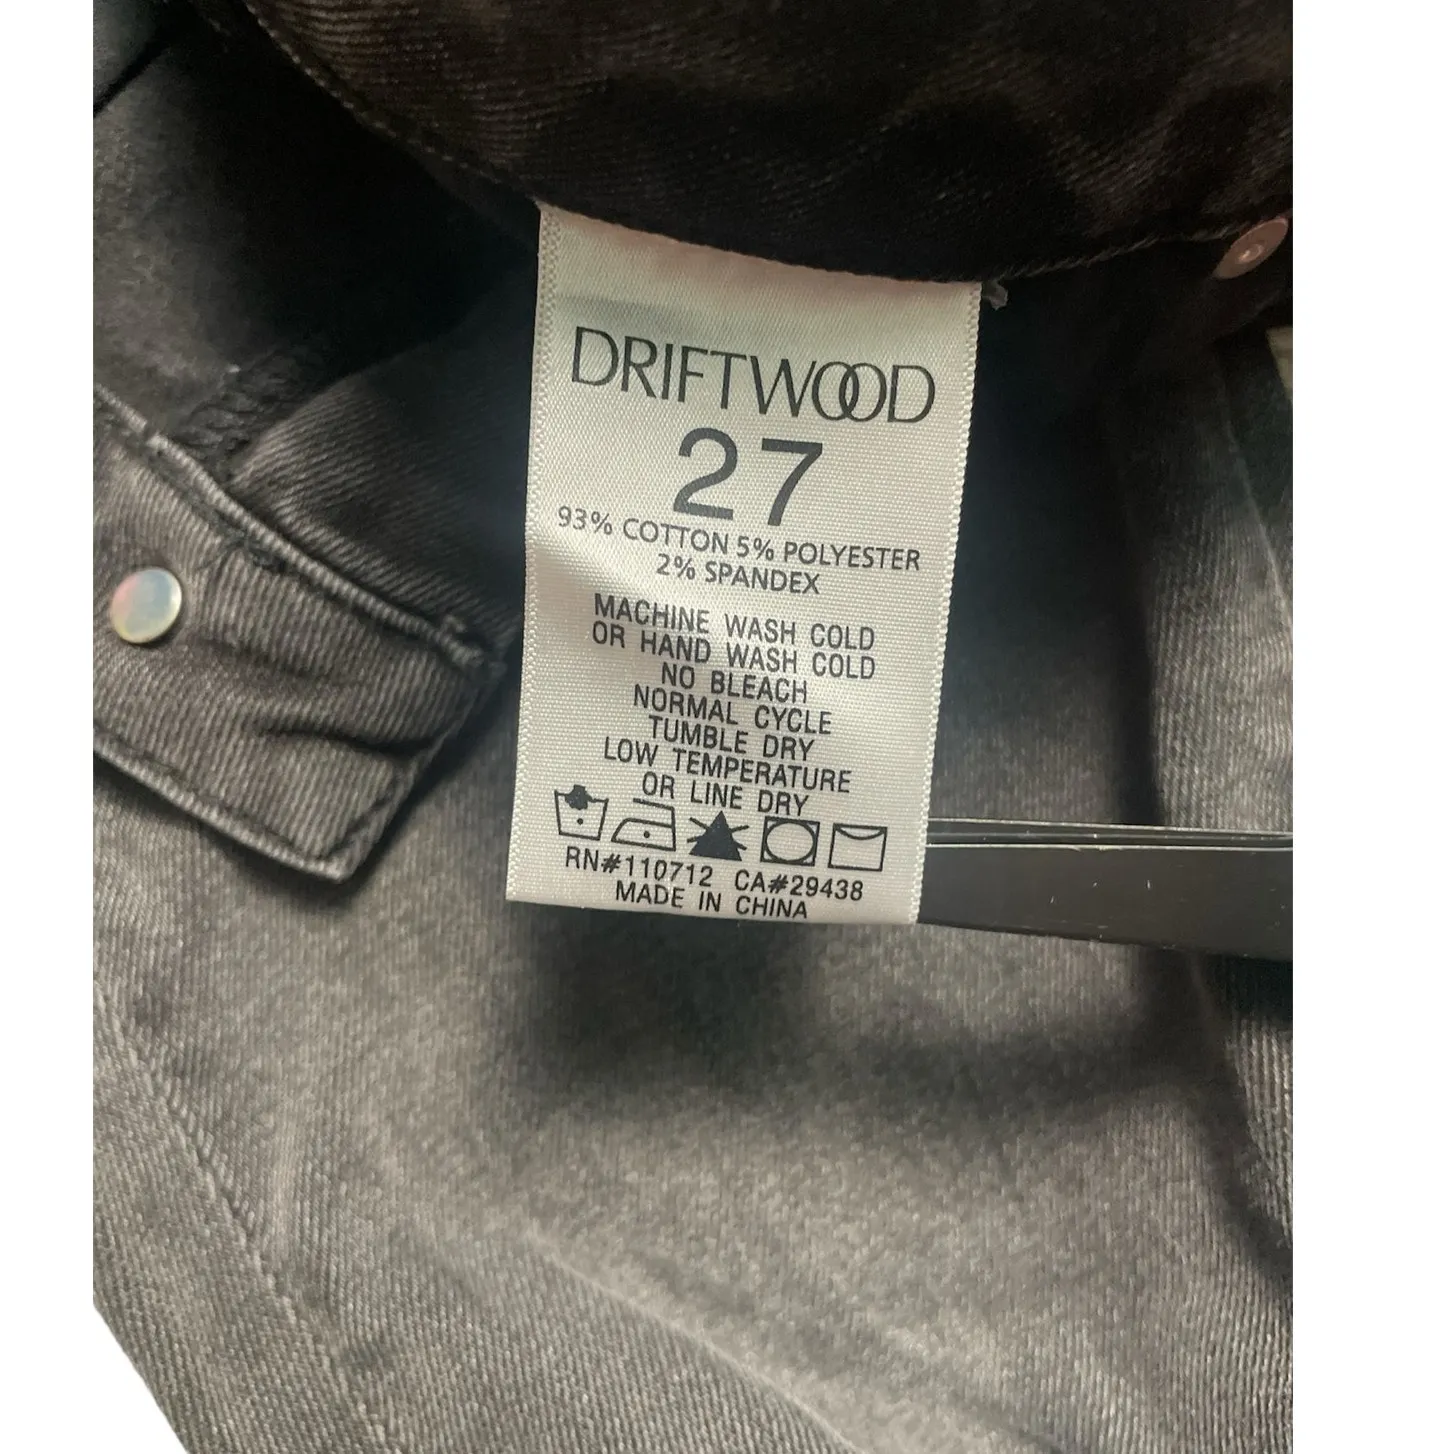 DRIFTWOOD
27
93% COTTON 5% POLYESTER
2% SPANDEX
MACHINE WASH COLD
OR HAND WASH COLD
NO BLEACH
NORMAL CYCLE
TUMBLE DRY
LOW TEMPERATURE
OR LINE DRY
RN#110712 CA#29438
MADE IN CHINA